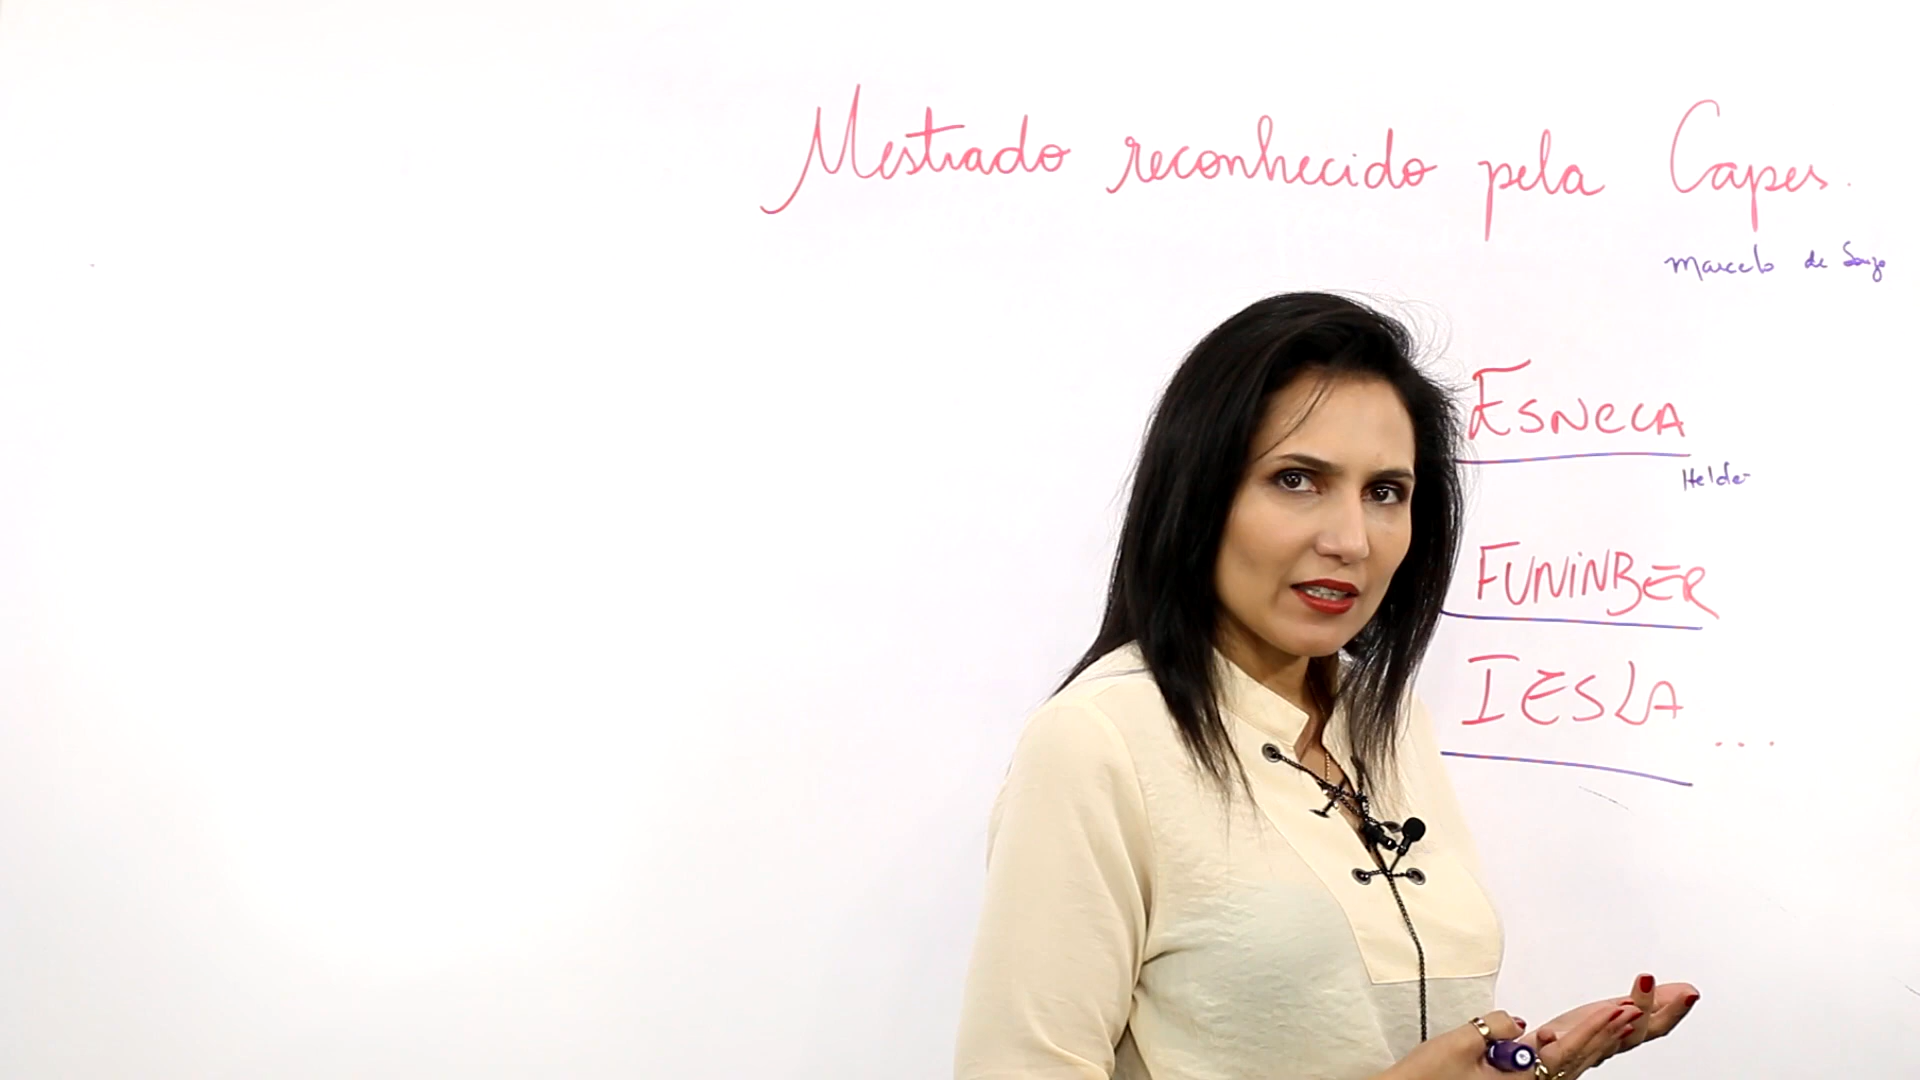 Mestrado reconhecido pela Capes.
Marcelo de Souza
ESNECA
Helder
FUNINBER
IESLA ...